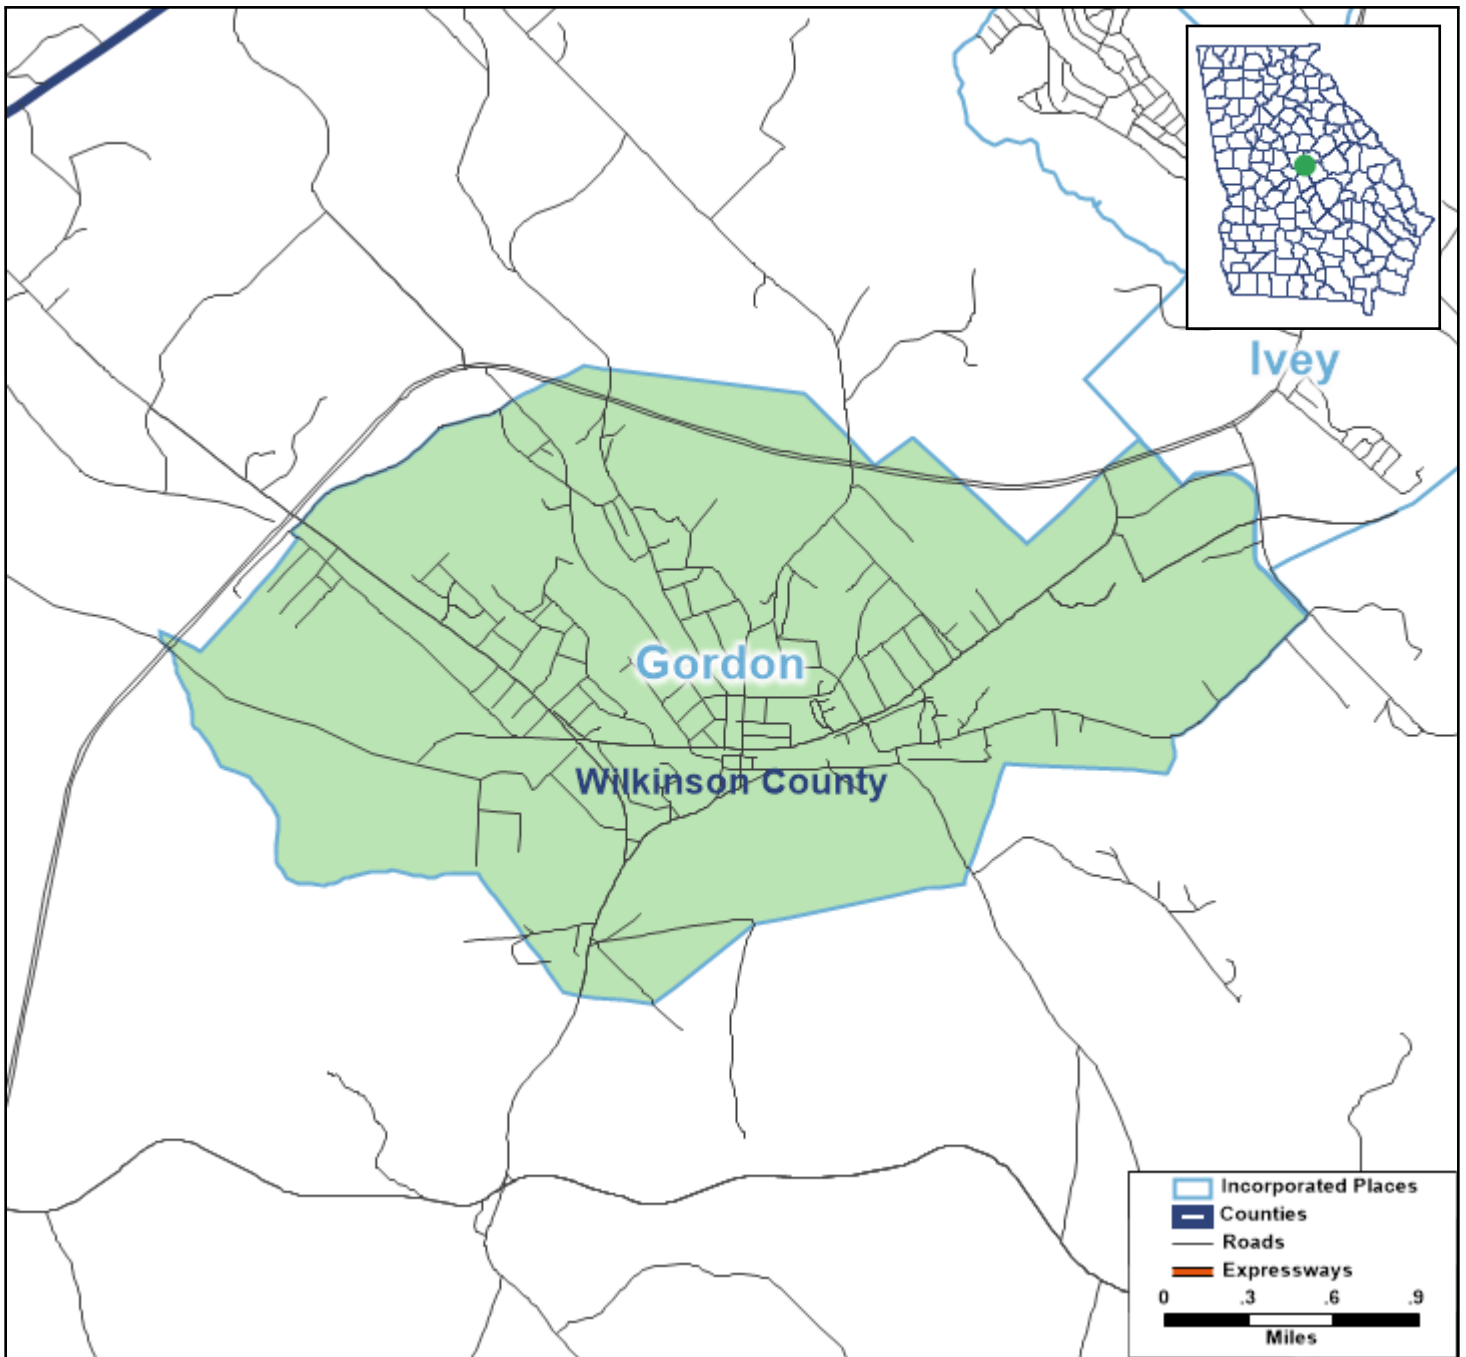 Ivey
Gordon
Wilkinson County
Incorporated Places
Counties
Roads
Expressways
0 .3 .6 .9
Miles